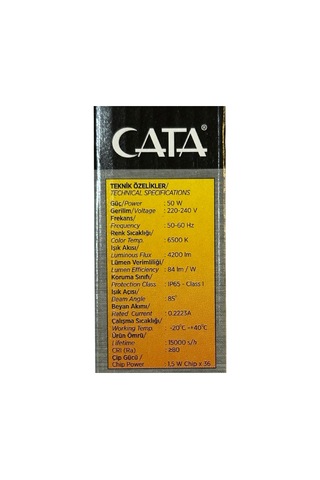 CATA®
TEKNİK ÖZELİKLER/
TECHNICAL SPECIFICATIONS
Güç/Power : 50 W
Gerilim/Voltage : 220-240 V
Frekans/
Frequency : 50-60 Hz
Renk Sıcaklığı/
Color Temp. : 6500 K
Işık Akısı/
Luminous Flux : 4200 lm
Lümen Verimliliği/
Lumen Efficiency : 84 lm / W
Koruma Sınıfı/
Protection Class : IP65 - Class I
Işık Açısı/
Beam Angle : 85°
Beyan Akımı/
Rated Current : 0.2223A
Çalışma Sıcaklığı/
Working Temp. : -20°C -+40°C
Ürün Ömrü/
Lifetime : 15000 s/h
CRI (Ra) : ≥80
Çip Gücü /
Chip Power : 1,5 W Chip x 36